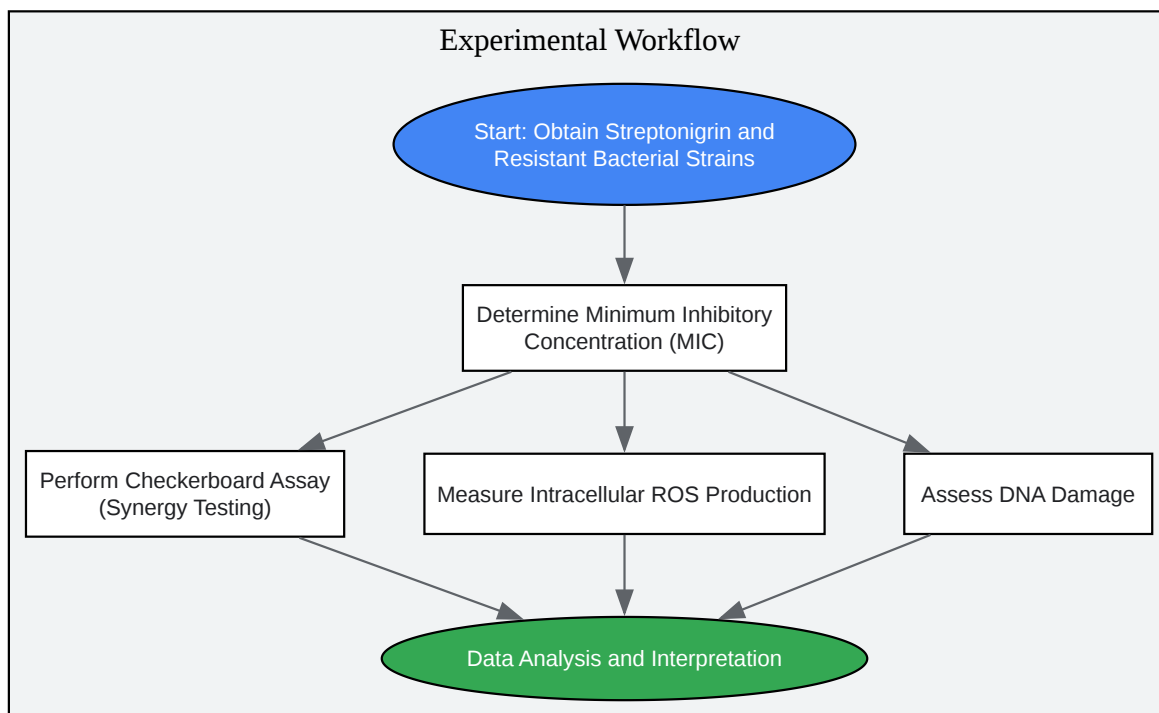 Experimental Workflow
Start: Obtain Streptonigrin and
Resistant Bacterial Strains
Determine Minimum Inhibitory
Concentration (MIC)
Perform Checkerboard Assay
(Synergy Testing)
Measure Intracellular ROS Production
Assess DNA Damage
Data Analysis and Interpretation